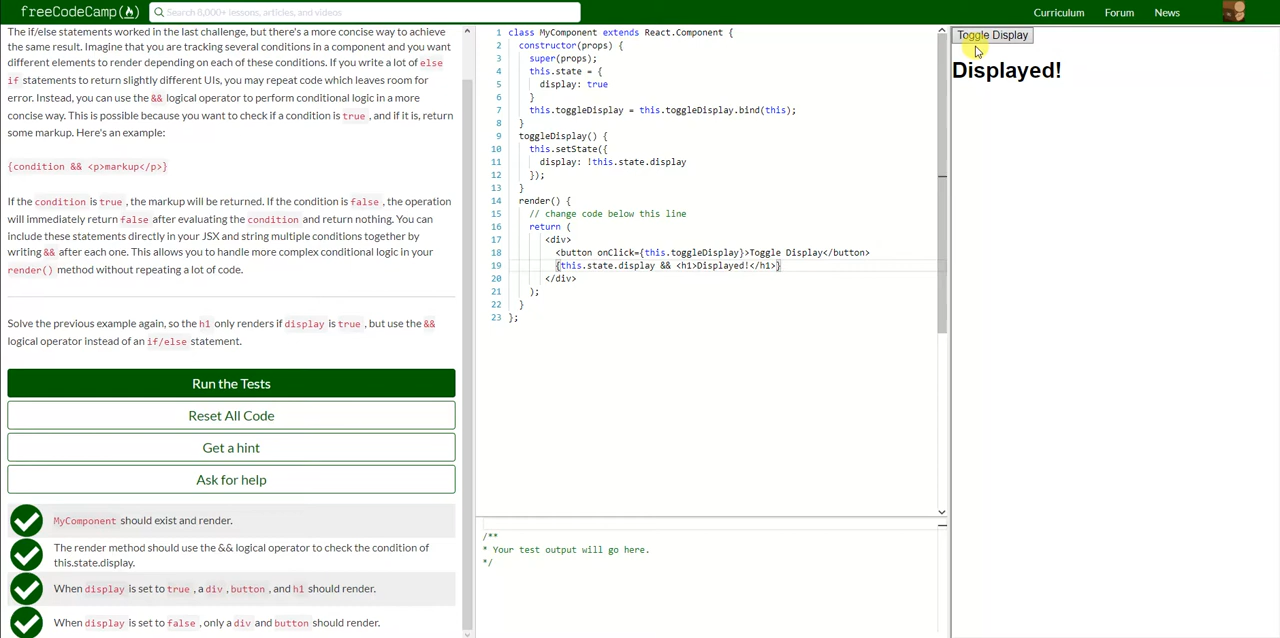 freeCodeCamp(🔥)
Search 8,000+ lessons, articles, and videos
Curriculum
Forum
News
The if/else statements worked in the last challenge, but there's a more concise way to achieve
the same result. Imagine that you are tracking several conditions in a component and you want
different elements to render depending on each of these conditions. If you write a lot of else
if statements to return slightly different UIs, you may repeat code which leaves room for
error. Instead, you can use the && logical operator to perform conditional logic in a more
concise way. This is possible because you want to check if a condition is true, and if it is, return
some markup. Here's an example:
{condition && <p>markup</p>}
If the condition is true, the markup will be returned. If the condition is false, the operation
will immediately return false after evaluating the condition and return nothing. You can
include these statements directly in your JSX and string multiple conditions together by
writing && after each one. This allows you to handle more complex conditional logic in your
render() method without repeating a lot of code.
Solve the previous example again, so the h1 only renders if display is true, but use the &&
logical operator instead of an if/else statement.
Run the Tests
Reset All Code
Get a hint
Ask for help
MyComponent should exist and render.
The render method should use the && logical operator to check the condition of
this.state.display.
When display is set to true, a div, button, and h1 should render.
When display is set to false, only a div and button should render.
1 class MyComponent extends React.Component {
2 constructor(props) {
3 super(props);
4 this.state = {
5 display: true
6 }
7 this.toggleDisplay = this.toggleDisplay.bind(this);
8 }
9 toggleDisplay() {
10 this.setState({
11 display: !this.state.display
12 });
13 }
14 render() {
15 // change code below this line
16 return (
17 <div>
18 <button onClick={this.toggleDisplay}>Toggle Display</button>
19 {this.state.display && <h1>Displayed!</h1>}
20 </div>
21 );
22 }
23 };
/**
* Your test output will go here.
*/
Toggle Display
Displayed!